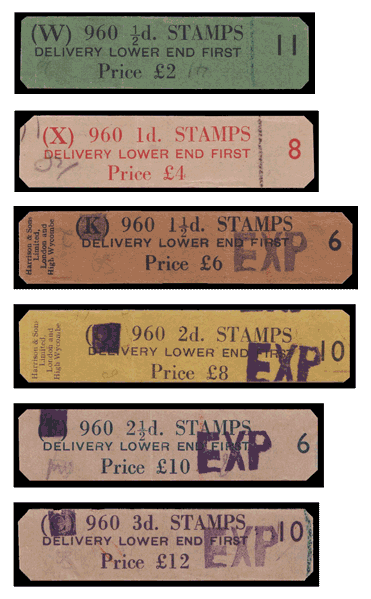 (W) 960 ½d. STAMPS 11
DELIVERY LOWER END FIRST
Price £2
(X) 960 1d. STAMPS 8
DELIVERY LOWER END FIRST
Price £4
Harrison & Sons
Limited,
London and
High Wycombe
(K) 960 1½d. STAMPS 6
DELIVERY LOWER END FIRST
Price £6 EXP
Harrison & Sons
Limited,
London and
High Wycombe
960 2d. STAMPS 10
DELIVERY LOWER END FIRST
Price £8 EXP
960 2½d. STAMPS 6
DELIVERY LOWER END FIRST
Price £10 EXP
960 3d. STAMPS 10
DELIVERY LOWER END FIRST
Price £12 EXP